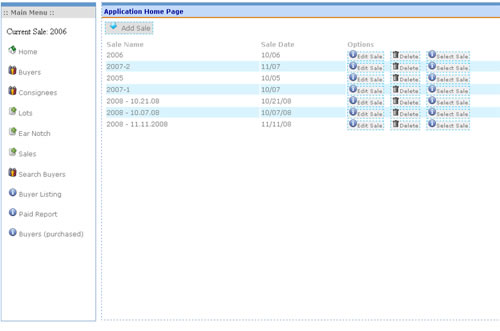 :: Main Menu ::
Current Sale: 2006
Home
Buyers
Consignees
Lots
Ear Notch
Sales
Search Buyers
Buyer Listing
Paid Report
Buyers (purchased)
Application Home Page
Add Sale
Sale Name Sale Date Options
2006 10/06 Edit Sale Delete Select Sale
2007-2 11/07 Edit Sale Delete Select Sale
2005 10/05 Edit Sale Delete Select Sale
2007-1 10/07 Edit Sale Delete Select Sale
2008 - 10.21.08 10/21/08 Edit Sale Delete Select Sale
2008 - 10.07.08 10/07/08 Edit Sale Delete Select Sale
2008 - 11.11.2008 11/11/08 Edit Sale Delete Select Sale